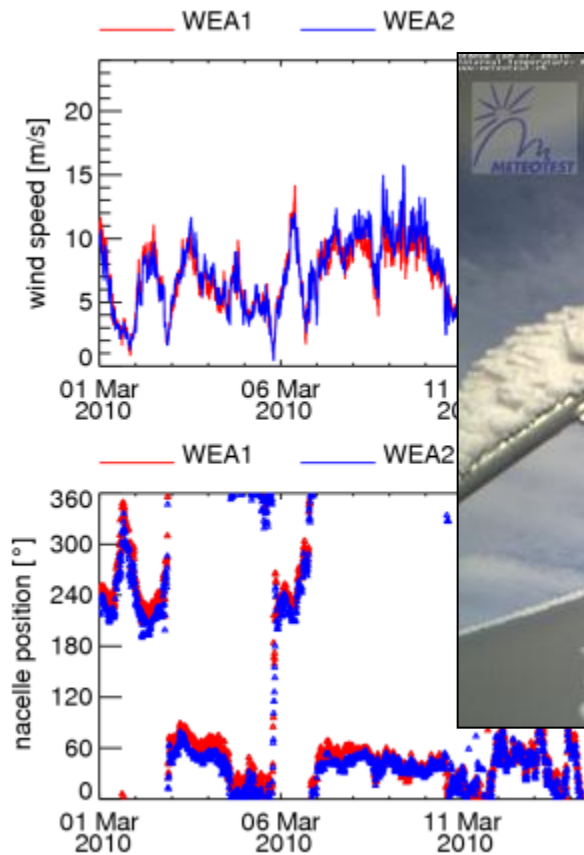 WEA1 WEA2
wind speed [m/s]
20
15
10
5
0
01 Mar 06 Mar 11
2010 2010 20
METEOTEST
WEA1 WEA2
nacelle position [°]
360
300
240
180
120
60
0
01 Mar 06 Mar 11 Mar
2010 2010 2010